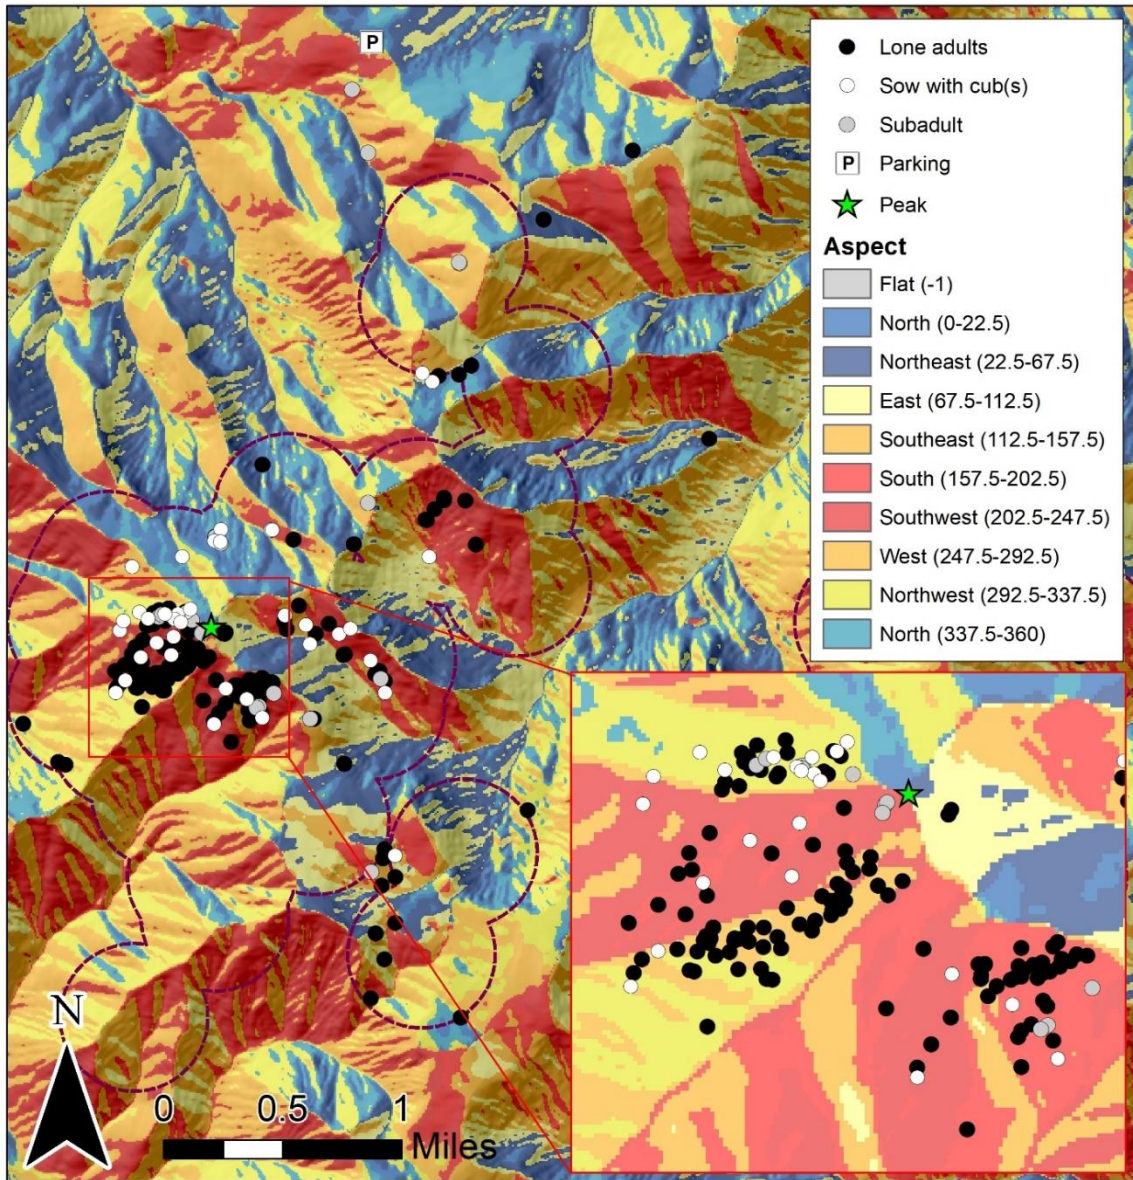 P
Lone adults
Sow with cub(s)
Subadult
P Parking
Peak
Aspect
Flat (-1)
North (0-22.5)
Northeast (22.5-67.5)
East (67.5-112.5)
Southeast (112.5-157.5)
South (157.5-202.5)
Southwest (202.5-247.5)
West (247.5-292.5)
Northwest (292.5-337.5)
North (337.5-360)
N
0 0.5 1
Miles